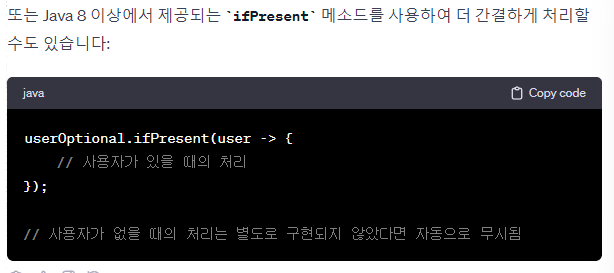 또는 Java 8 이상에서 제공되는 `ifPresent` 메소드를 사용하여 더 간결하게 처리할
수도 있습니다:
java
Copy code
userOptional.ifPresent(user -> {
    // 사용자가 있을 때의 처리
});
// 사용자가 없을 때의 처리는 별도로 구현되지 않았다면 자동으로 무시됨